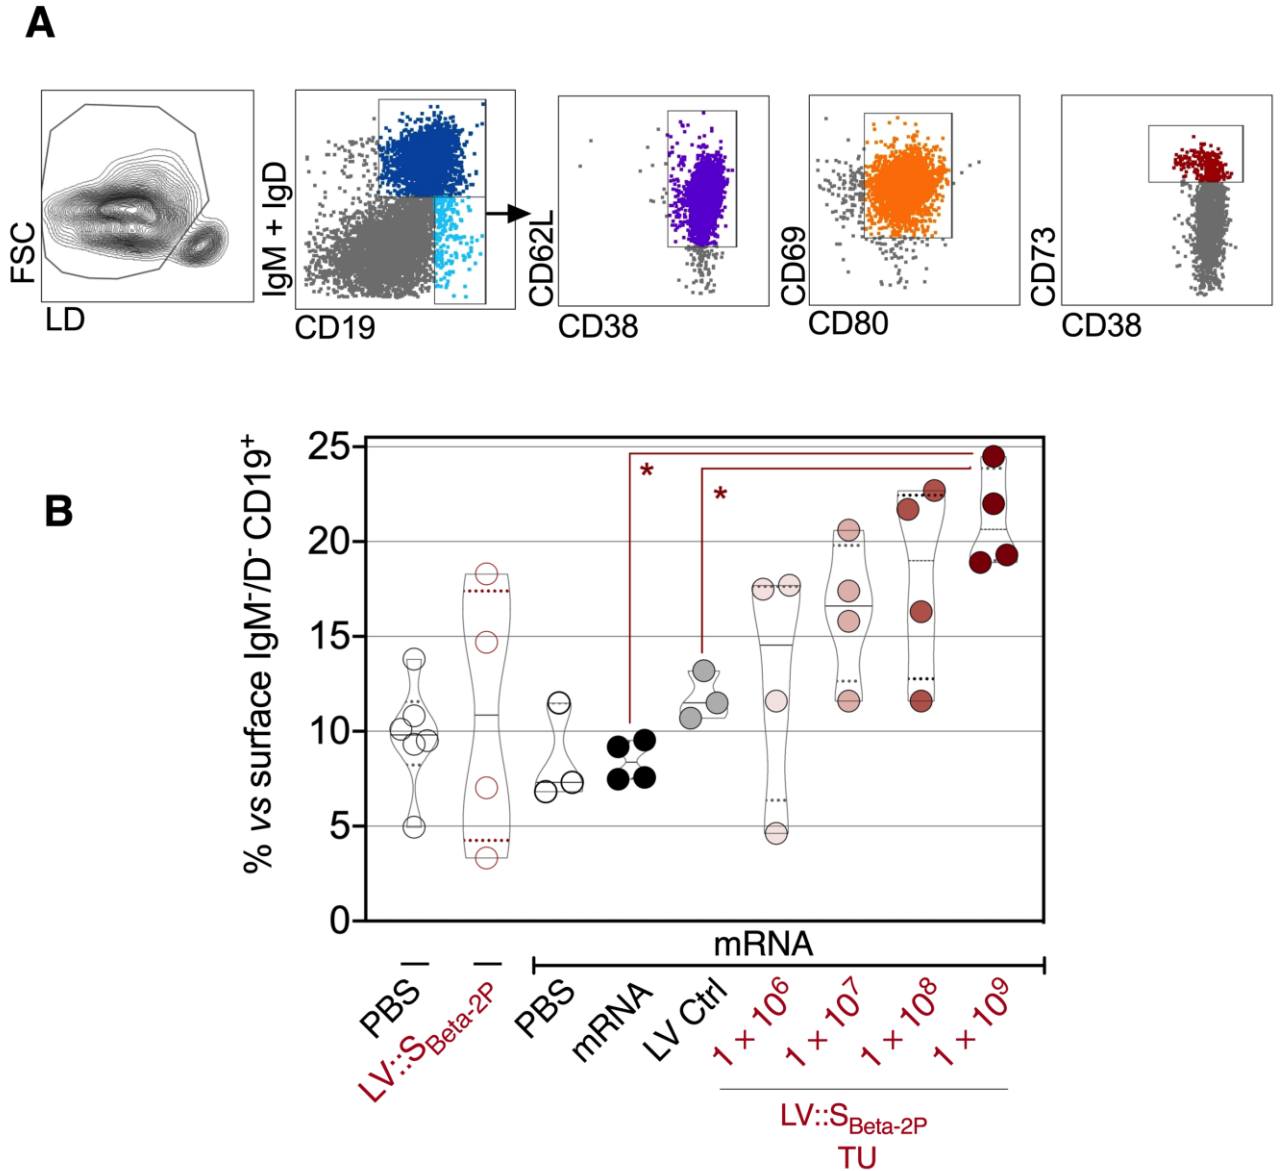 A
FSC
LD
IgM + IgD
CD19
CD62L
CD38
CD69
CD80
CD73
CD38
B
% vs surface IgM-/D- CD19+
25
20
15
10
5
0
*
*
mRNA
PBS
LV::SBeta-2P
PBS
mRNA
LV Ctrl
1 × 10^6
1 × 10^7
1 × 10^8
1 × 10^9
LV::SBeta-2P
TU